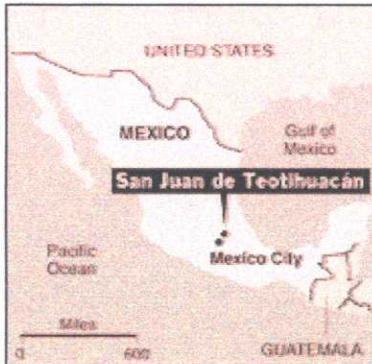 UNITED STATES
MEXICO
Gulf of
Mexico
San Juan de Teotihuacán
Pacific
Ocean
Mexico City
Miles
0 600
GUATEMALA